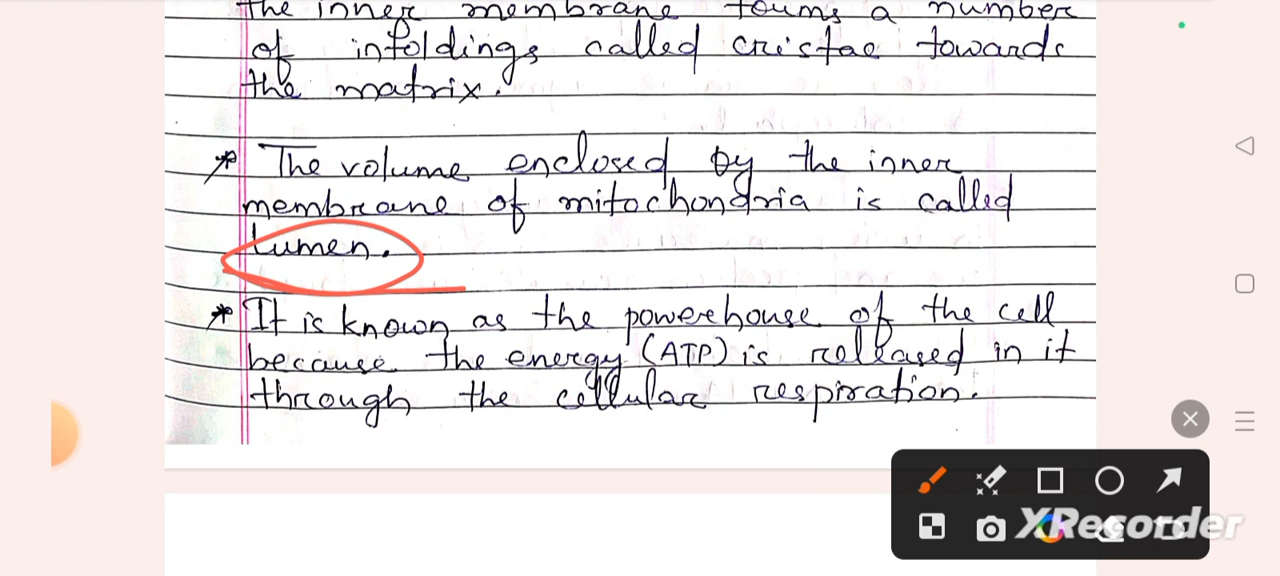 the inner membrane forms a number
of infoldings called cristae towards
the matrix.
* The volume enclosed by the inner
membrane of mitochondria is called
Lumen.
* It is known as the powerhouse of the cell
because the energy (ATP) is released in it
through the cellular respiration.
XRecorder